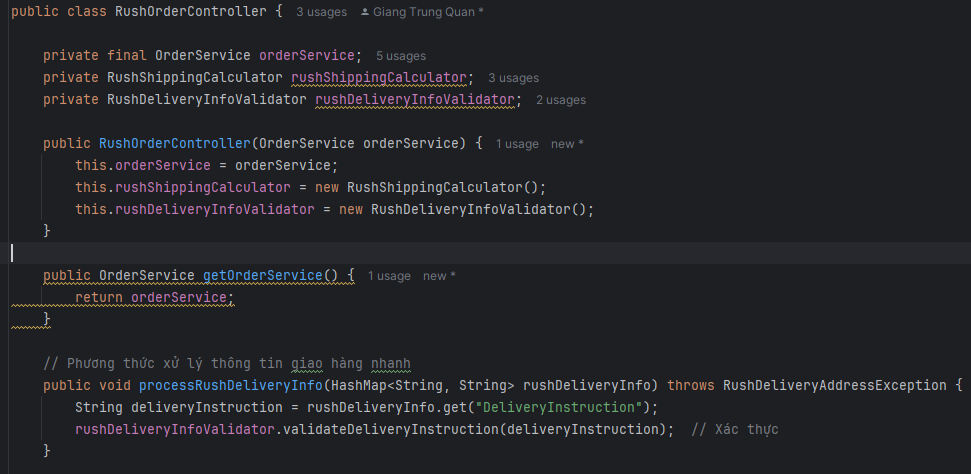 public class RushOrderController { 3 usages Giang Trung Quan *
private final OrderService orderService; 5 usages
private RushShippingCalculator rushShippingCalculator; 3 usages
private RushDeliveryInfoValidator rushDeliveryInfoValidator; 2 usages
public RushOrderController(OrderService orderService) { 1 usage new *
this.orderService = orderService;
this.rushShippingCalculator = new RushShippingCalculator();
this.rushDeliveryInfoValidator = new RushDeliveryInfoValidator();
}
public OrderService getOrderService() { 1 usage new *
return orderService;
}
// Phương thức xử lý thông tin giao hàng nhanh
public void processRushDeliveryInfo(HashMap<String, String> rushDeliveryInfo) throws RushDeliveryAddressException {
String deliveryInstruction = rushDeliveryInfo.get("DeliveryInstruction");
rushDeliveryInfoValidator.validateDeliveryInstruction(deliveryInstruction); // Xác thực
}